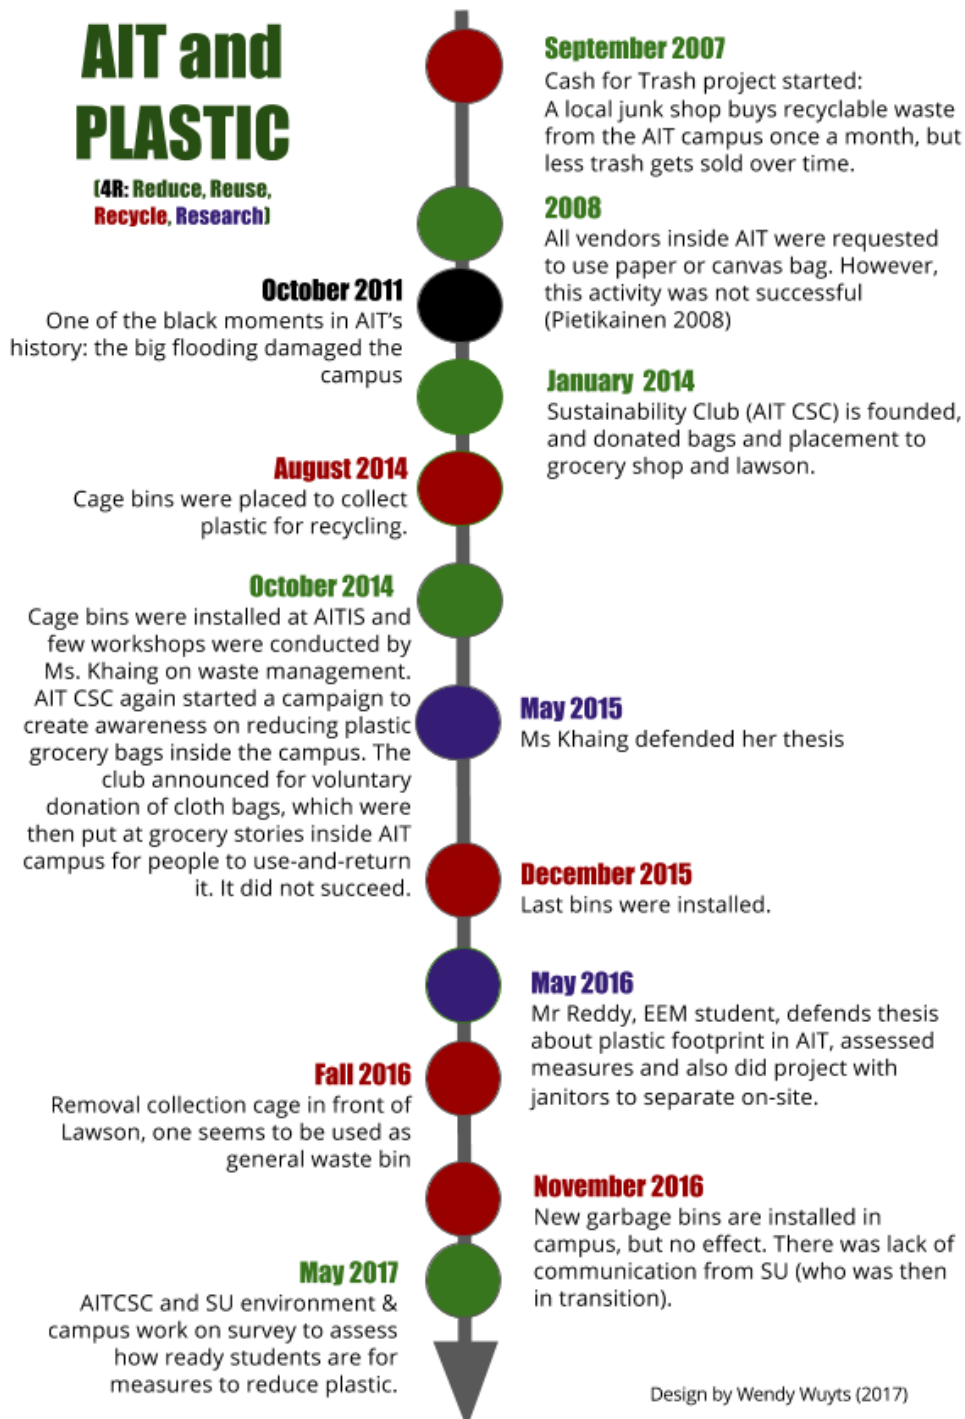 AIT and
PLASTIC
(4R: Reduce, Reuse,
Recycle, Research)
September 2007
Cash for Trash project started:
A local junk shop buys recyclable waste
from the AIT campus once a month, but
less trash gets sold over time.
2008
All vendors inside AIT were requested
to use paper or canvas bag. However,
this activity was not successful
(Pietikainen 2008)
October 2011
One of the black moments in AIT’s
history: the big flooding damaged the
campus
January 2014
Sustainability Club (AIT CSC) is founded,
and donated bags and placement to
grocery shop and lawson.
August 2014
Cage bins were placed to collect
plastic for recycling.
October 2014
Cage bins were installed at AITIS and
few workshops were conducted by
Ms. Khaing on waste management.
AIT CSC again started a campaign to
create awareness on reducing plastic
grocery bags inside the campus. The
club announced for voluntary
donation of cloth bags, which were
then put at grocery stories inside AIT
campus for people to use-and-return
it. It did not succeed.
May 2015
Ms Khaing defended her thesis
December 2015
Last bins were installed.
May 2016
Mr Reddy, EEM student, defends thesis
about plastic footprint in AIT, assessed
measures and also did project with
janitors to separate on-site.
Fall 2016
Removal collection cage in front of
Lawson, one seems to be used as
general waste bin
November 2016
New garbage bins are installed in
campus, but no effect. There was lack of
communication from SU (who was then
in transition).
May 2017
AITCSC and SU environment &
campus work on survey to assess
how ready students are for
measures to reduce plastic.
Design by Wendy Wuyts (2017)